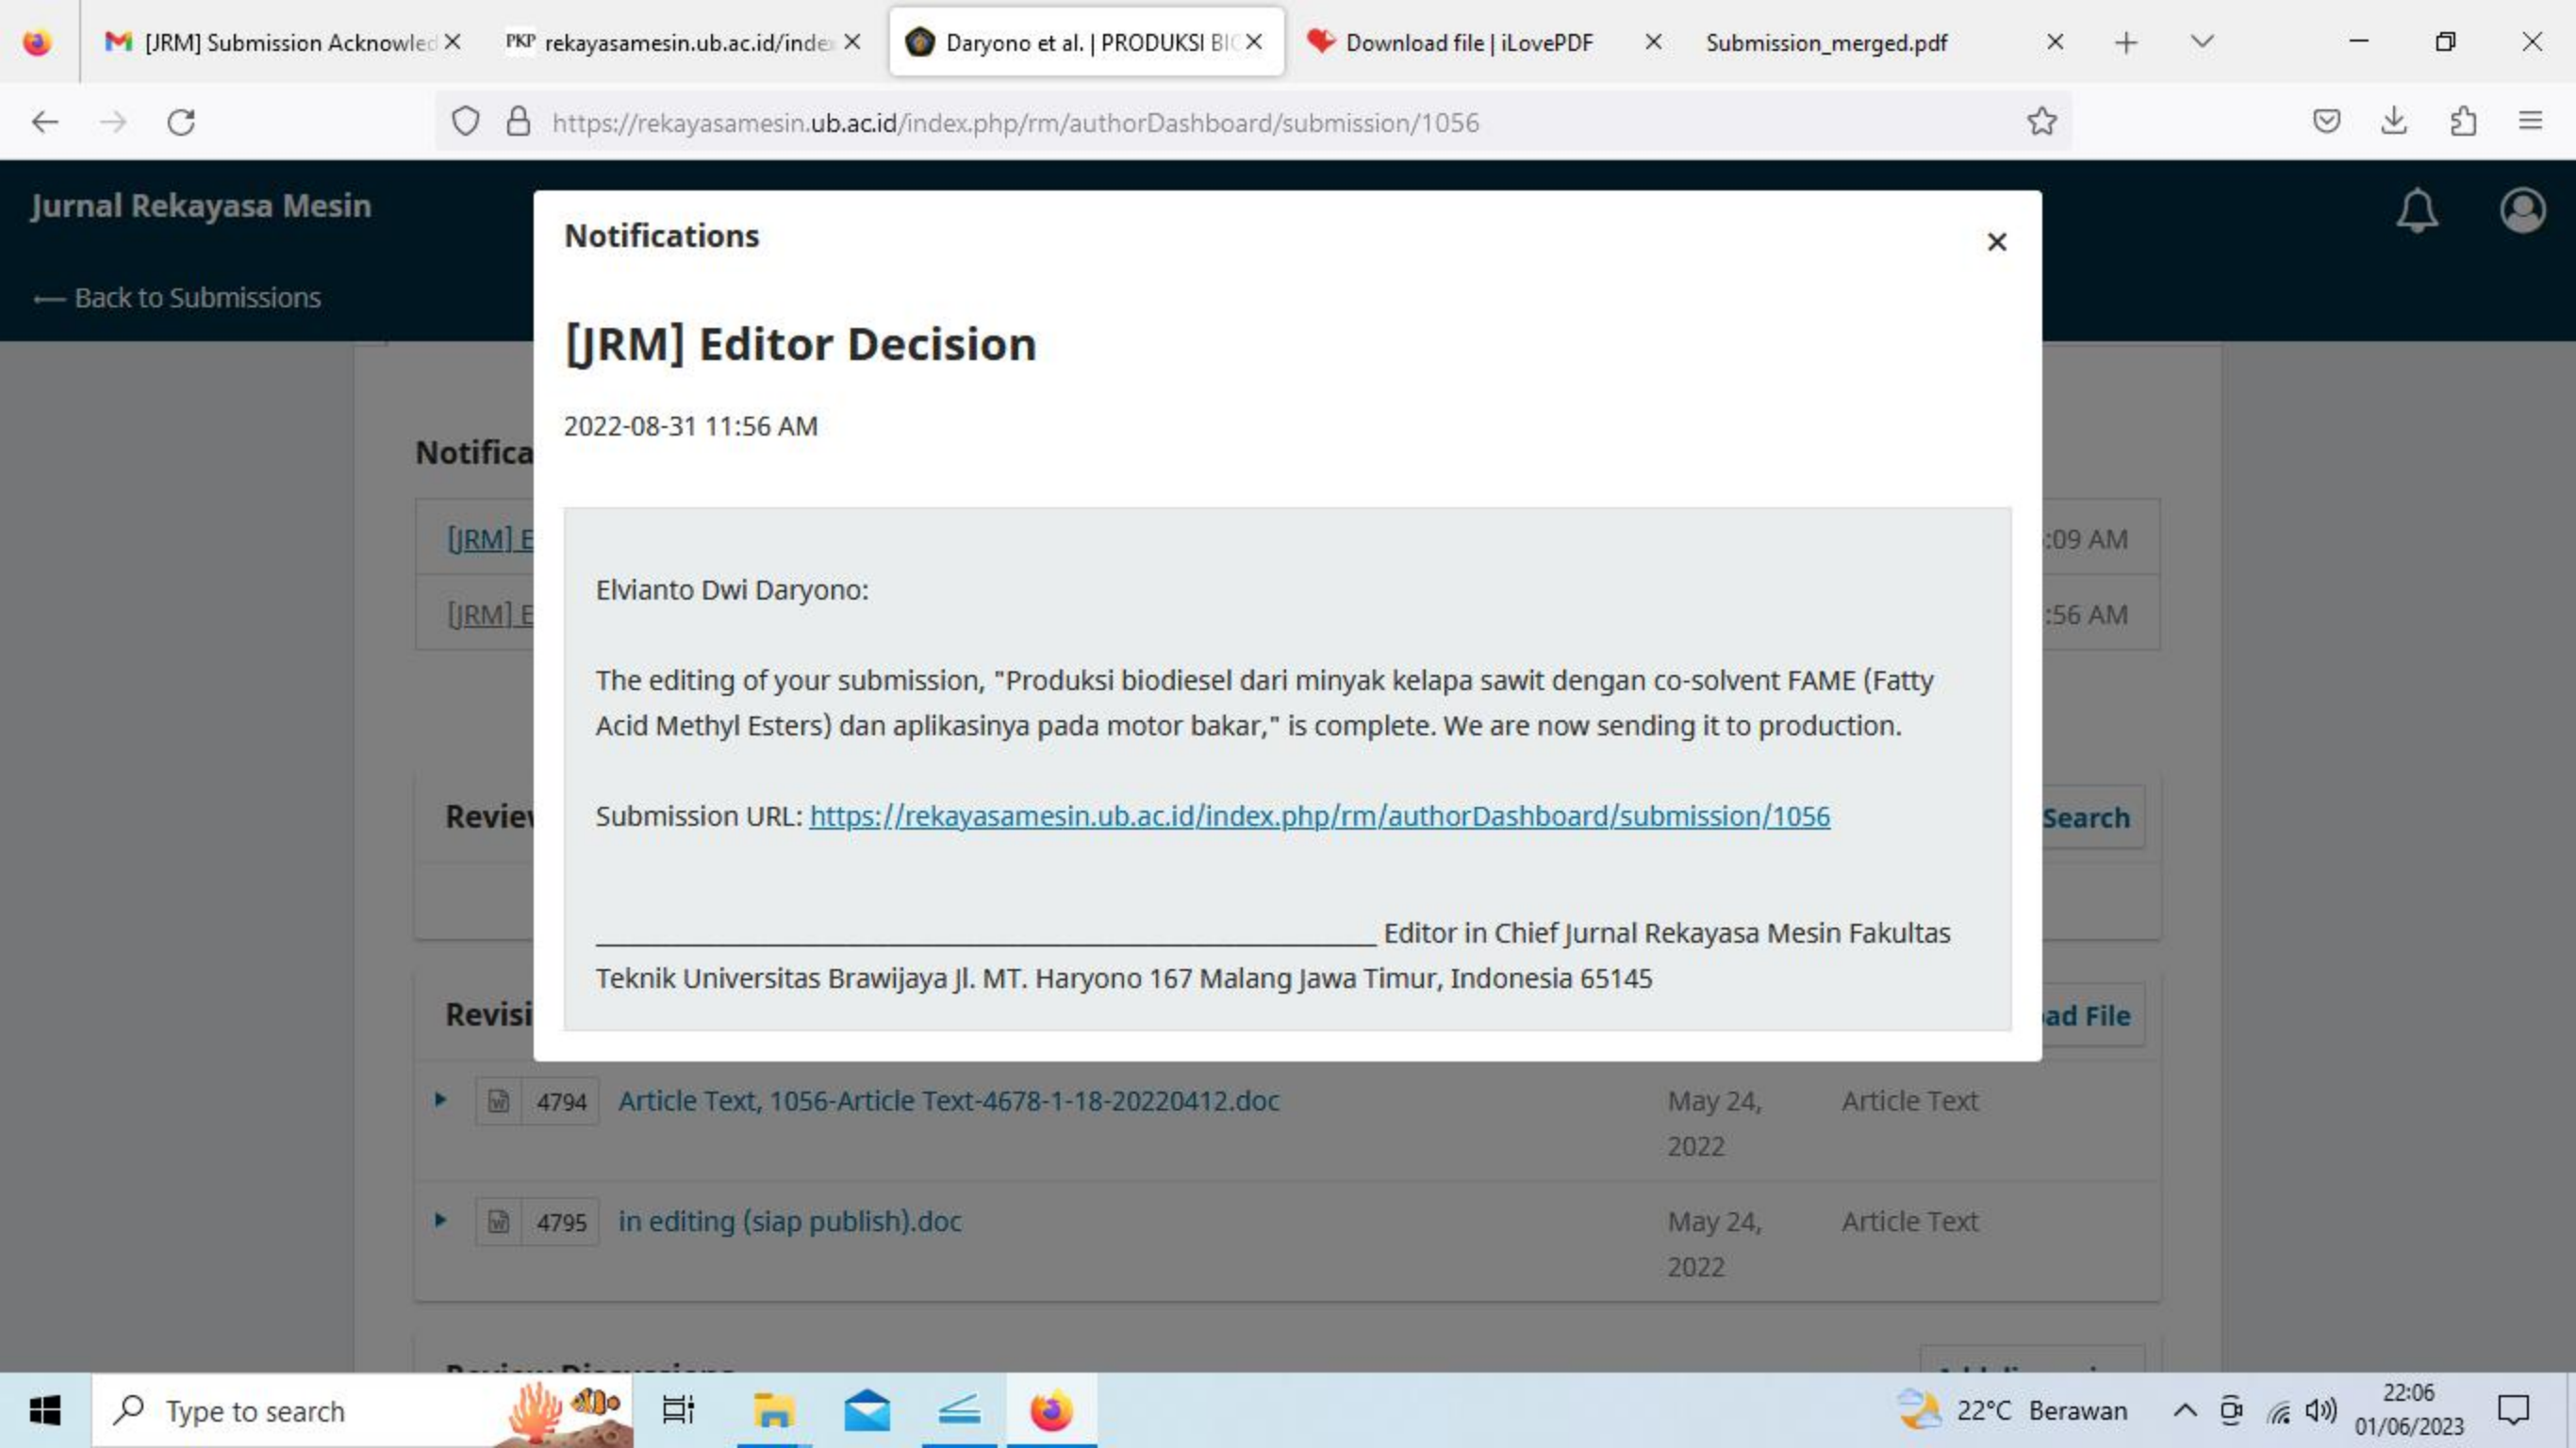 [JRM] Submission Acknowled
PKP rekayasamesin.ub.ac.id/index
Daryono et al. | PRODUKSI BIO
Download file | iLovePDF
Submission_merged.pdf
https://rekayasamesin.ub.ac.id/index.php/rm/authorDashboard/submission/1056
Jurnal Rekayasa Mesin
Back to Submissions
Notifications
[JRM] Editor Decision
2022-08-31 11:56 AM
Notifica
[JRM] E
:09 AM
[JRM] E
:56 AM
Elvianto Dwi Daryono:
The editing of your submission, "Produksi biodiesel dari minyak kelapa sawit dengan co-solvent FAME (Fatty
Acid Methyl Esters) dan aplikasinya pada motor bakar," is complete. We are now sending it to production.
Submission URL: https://rekayasamesin.ub.ac.id/index.php/rm/authorDashboard/submission/1056
Review
Search
Editor in Chief Jurnal Rekayasa Mesin Fakultas
Teknik Universitas Brawijaya Jl. MT. Haryono 167 Malang Jawa Timur, Indonesia 65145
Revisi
ad File
4794 Article Text, 1056-Article Text-4678-1-18-20220412.doc May 24, Article Text
2022
4795 in editing (siap publish).doc May 24, Article Text
2022
Type to search
22°C Berawan
22:06
01/06/2023